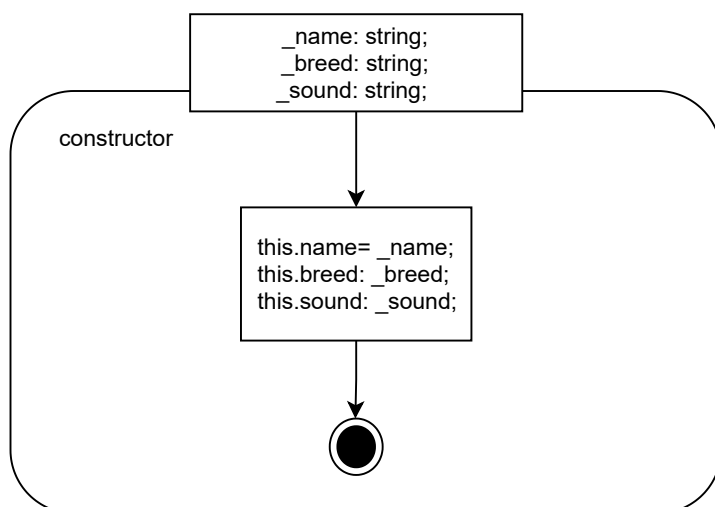 _name: string;
_breed: string;
_sound: string;
constructor
this.name= _name;
this.breed: _breed;
this.sound: _sound;